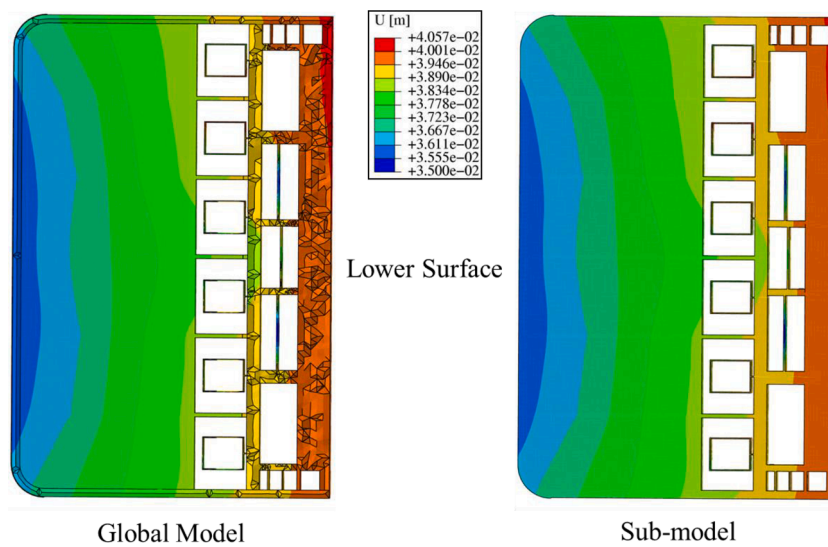 U [m]
+4.057e-02
+4.001e-02
+3.946e-02
+3.890e-02
+3.834e-02
+3.778e-02
+3.723e-02
+3.667e-02
+3.611e-02
+3.555e-02
+3.500e-02
Lower Surface
Global Model
Sub-model